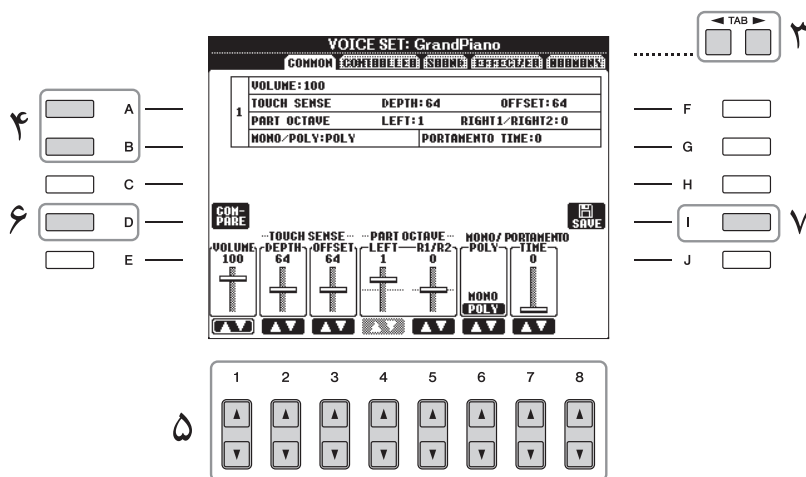 ◄ TAB ►
۳
VOICE SET: GrandPiano
COMMON CONTROLLER SOUND EFFECT/EQ HARMONY
1
VOLUME:100
TOUCH SENSE DEPTH:64 OFFSET:64
PART OCTAVE LEFT:1 RIGHT1/RIGHT2:0
MONO/POLY:POLY PORTAMENTO TIME:0
۴
A
B
C
۶
D
E
F
G
H
I
۷
J
COM-
PARE
SAVE
TOUCH SENSE PART OCTAVE MONO/ PORTAMENTO
VOLUME DEPTH OFFSET LEFT R1/R2 POLY TIME
100 64 64 1 0 0
MONO
POLY
1 2 3 4 5 6 7 8
۵